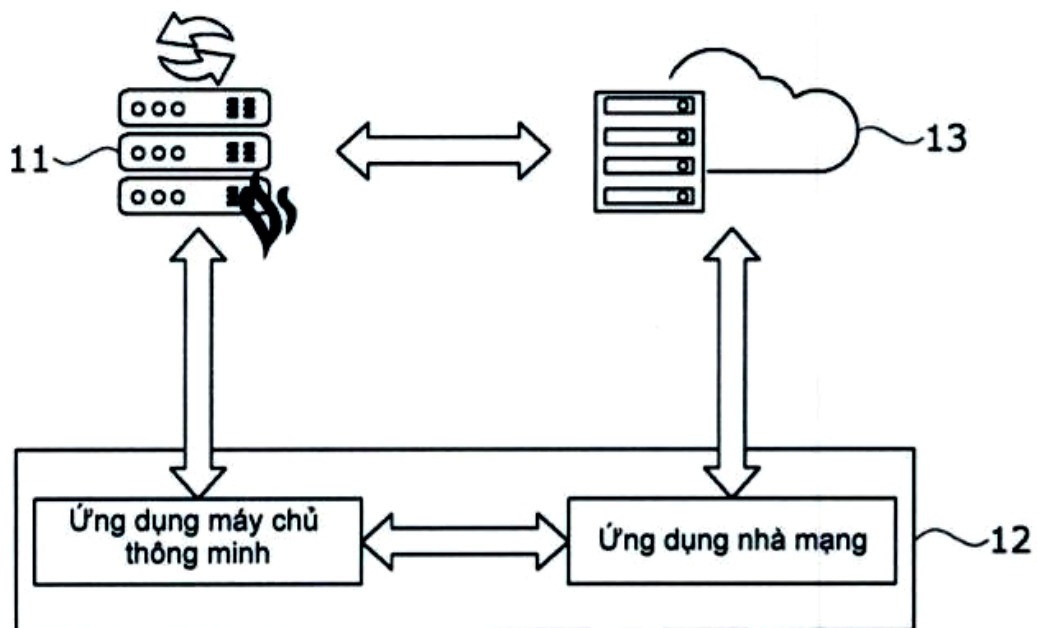 11
13
Ứng dụng máy chủ
thông minh
Ứng dụng nhà mạng
12